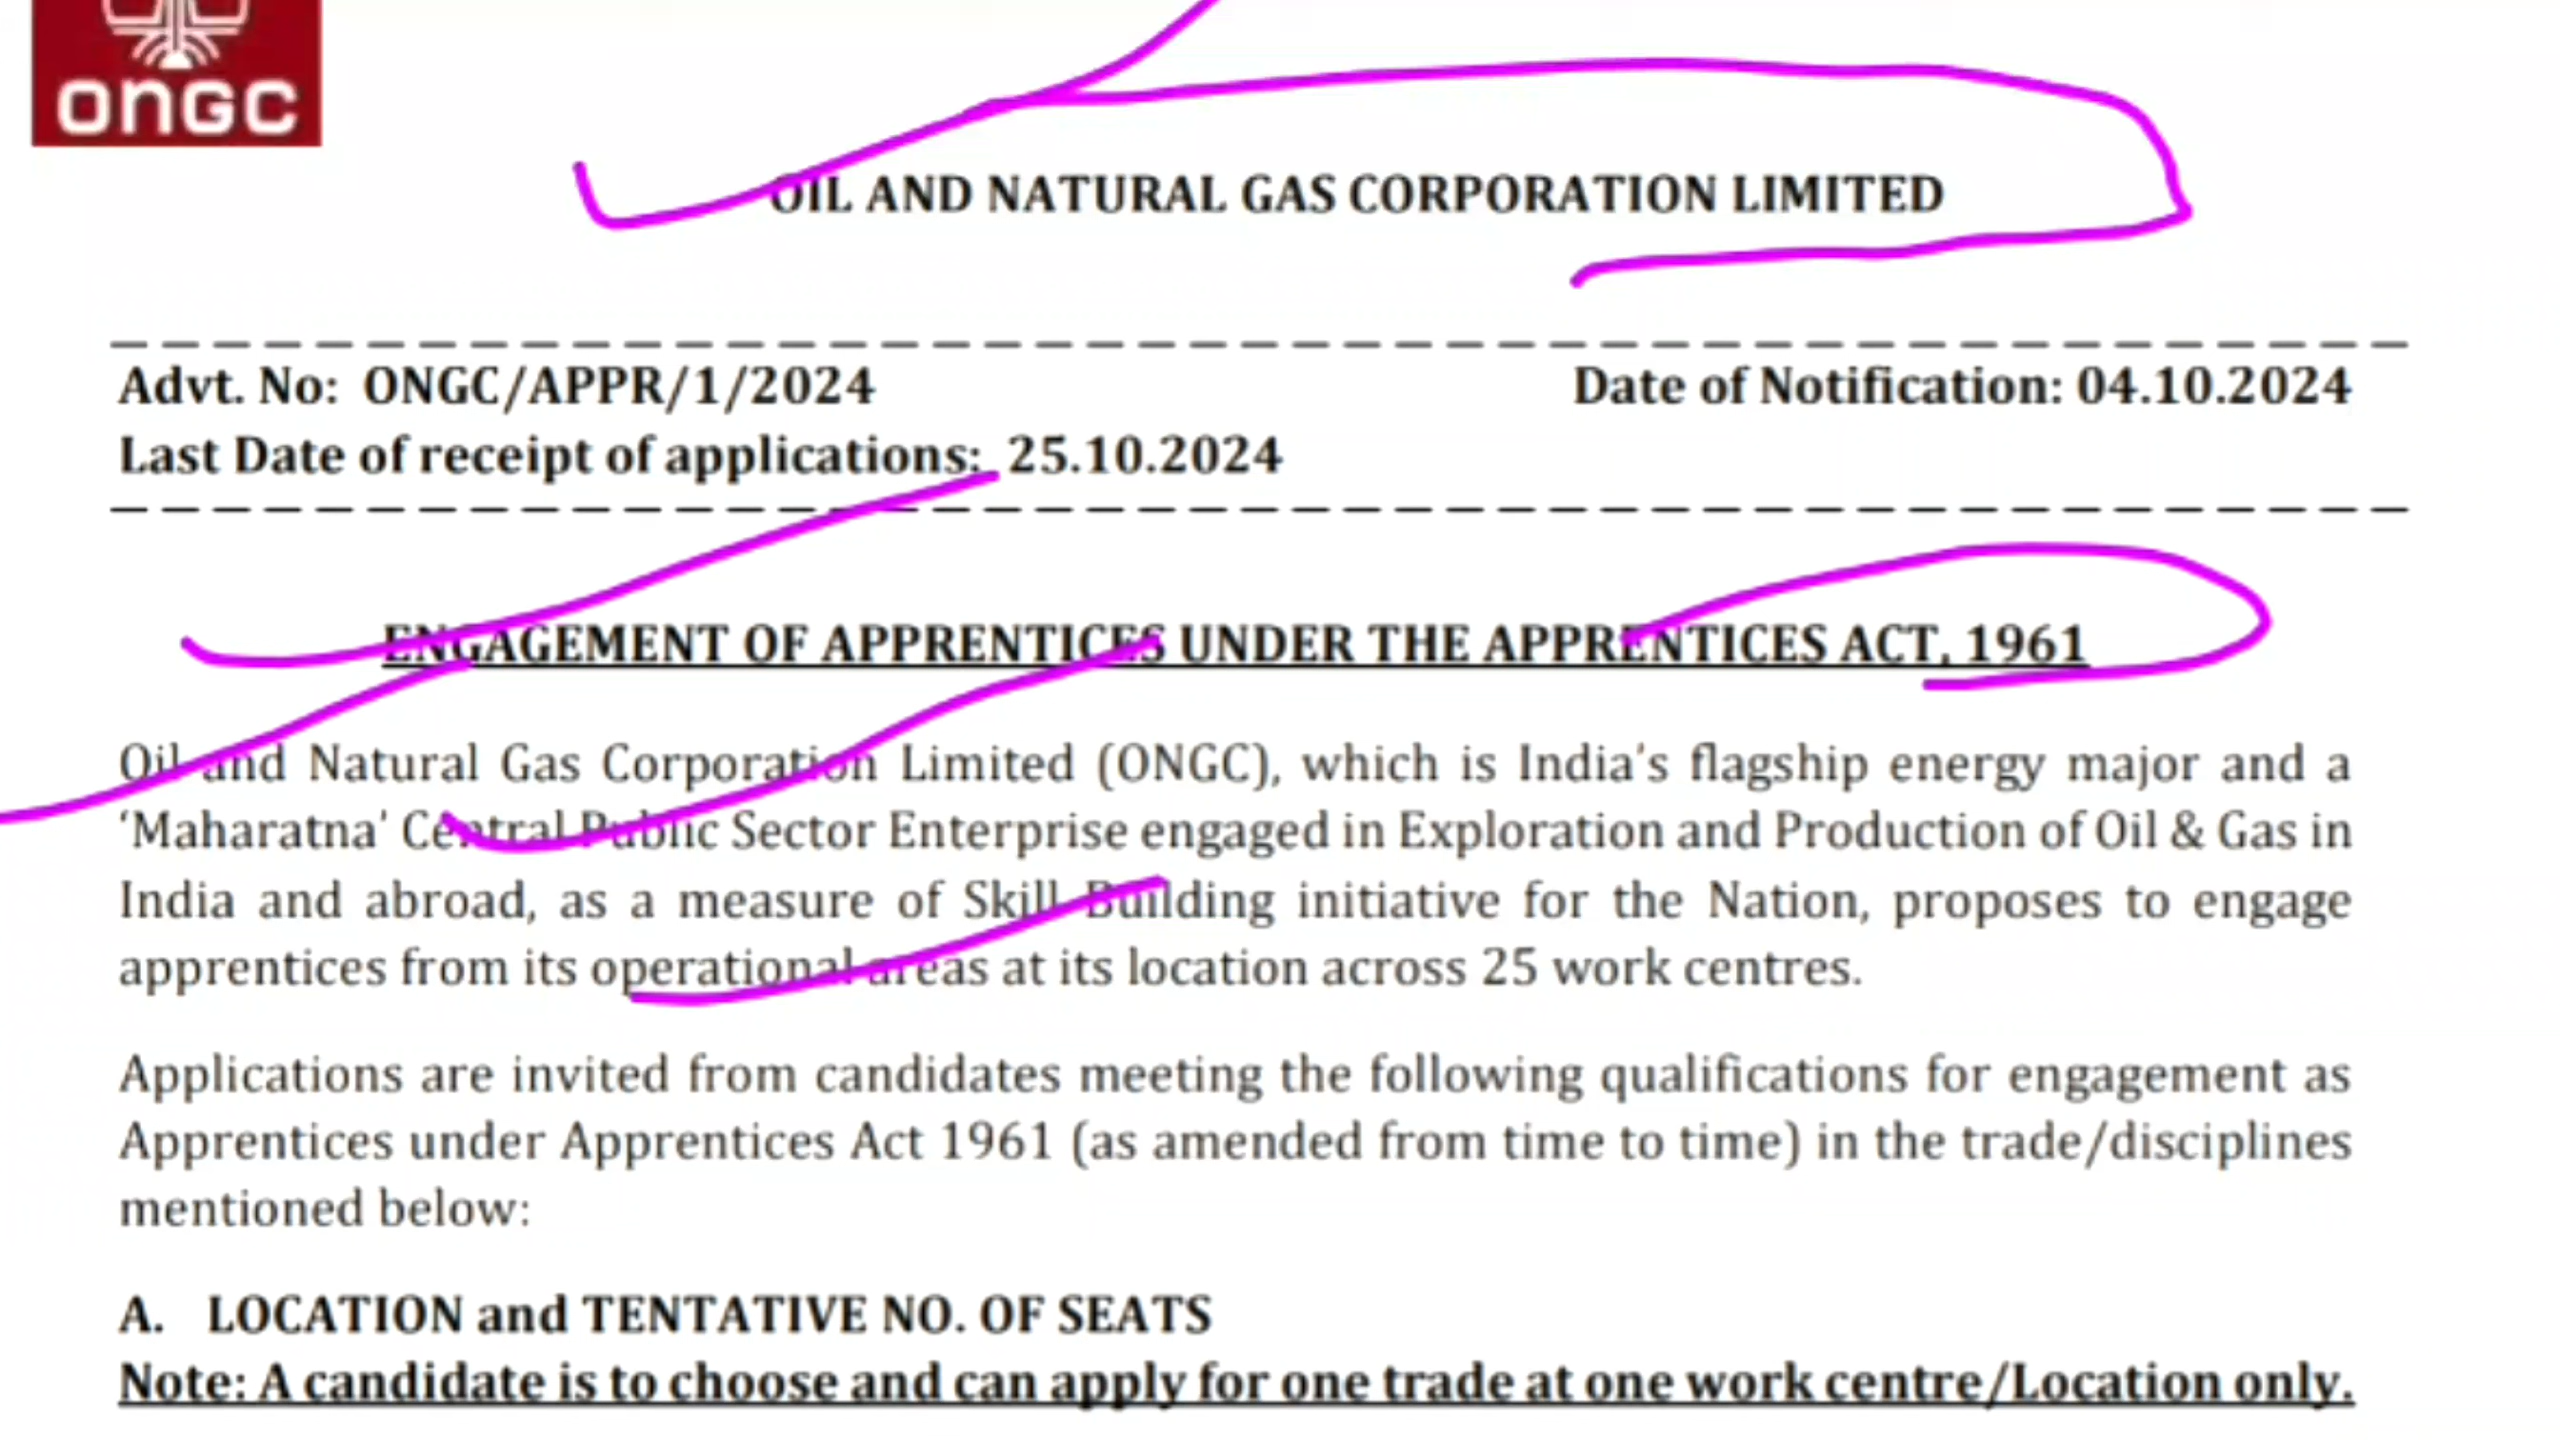 ONGC
OIL AND NATURAL GAS CORPORATION LIMITED
Advt. No: ONGC/APPR/1/2024 Date of Notification: 04.10.2024
Last Date of receipt of applications: 25.10.2024
ENGAGEMENT OF APPRENTICES UNDER THE APPRENTICES ACT, 1961
Oil and Natural Gas Corporation Limited (ONGC), which is India's flagship energy major and a
'Maharatna' Central Public Sector Enterprise engaged in Exploration and Production of Oil & Gas in
India and abroad, as a measure of Skill Building initiative for the Nation, proposes to engage
apprentices from its operational areas at its location across 25 work centres.
Applications are invited from candidates meeting the following qualifications for engagement as
Apprentices under Apprentices Act 1961 (as amended from time to time) in the trade/disciplines
mentioned below:
A. LOCATION and TENTATIVE NO. OF SEATS
Note: A candidate is to choose and can apply for one trade at one work centre/Location only.